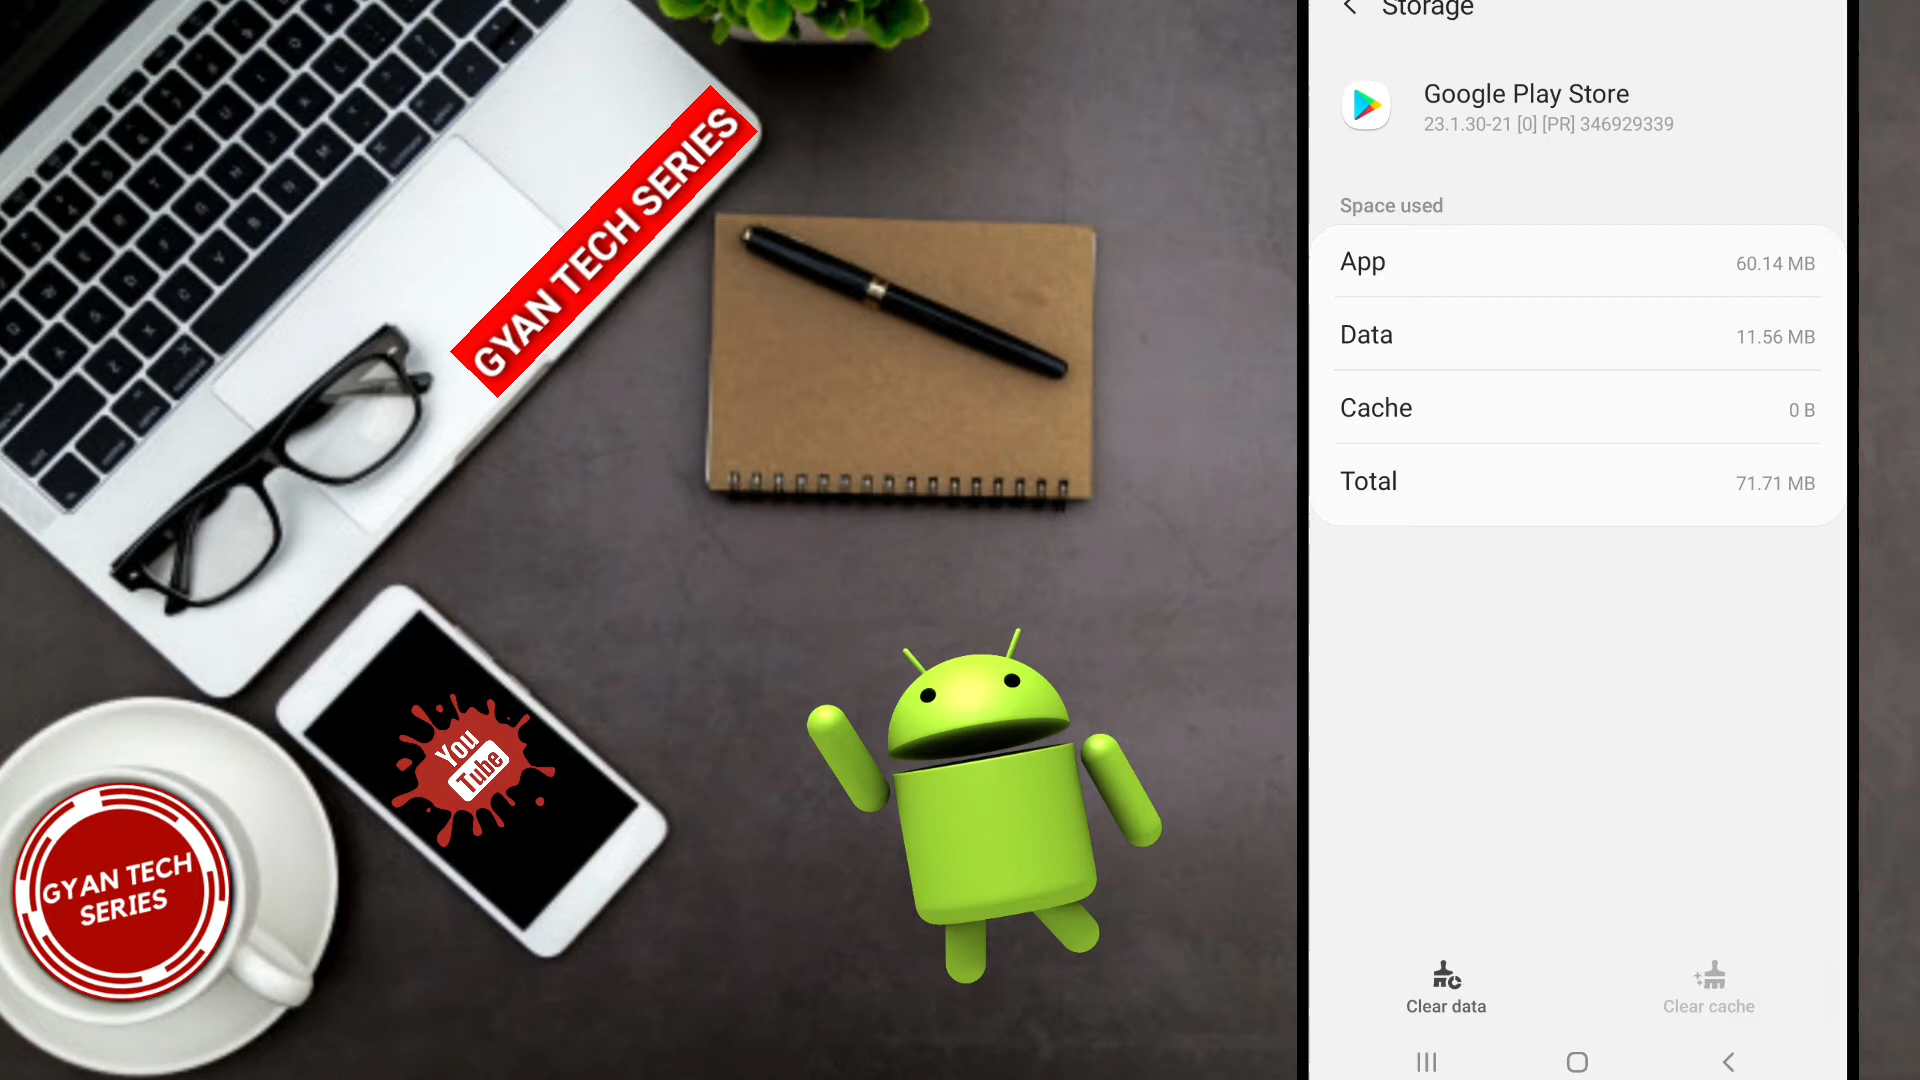 GYAN TECH SERIES
You
Tube
GYAN TECH
SERIES
Storage
Google Play Store
23.1.30-21 [0] [PR] 346929339
Space used
App 60.14 MB
Data 11.56 MB
Cache 0 B
Total 71.71 MB
Clear data
Clear cache